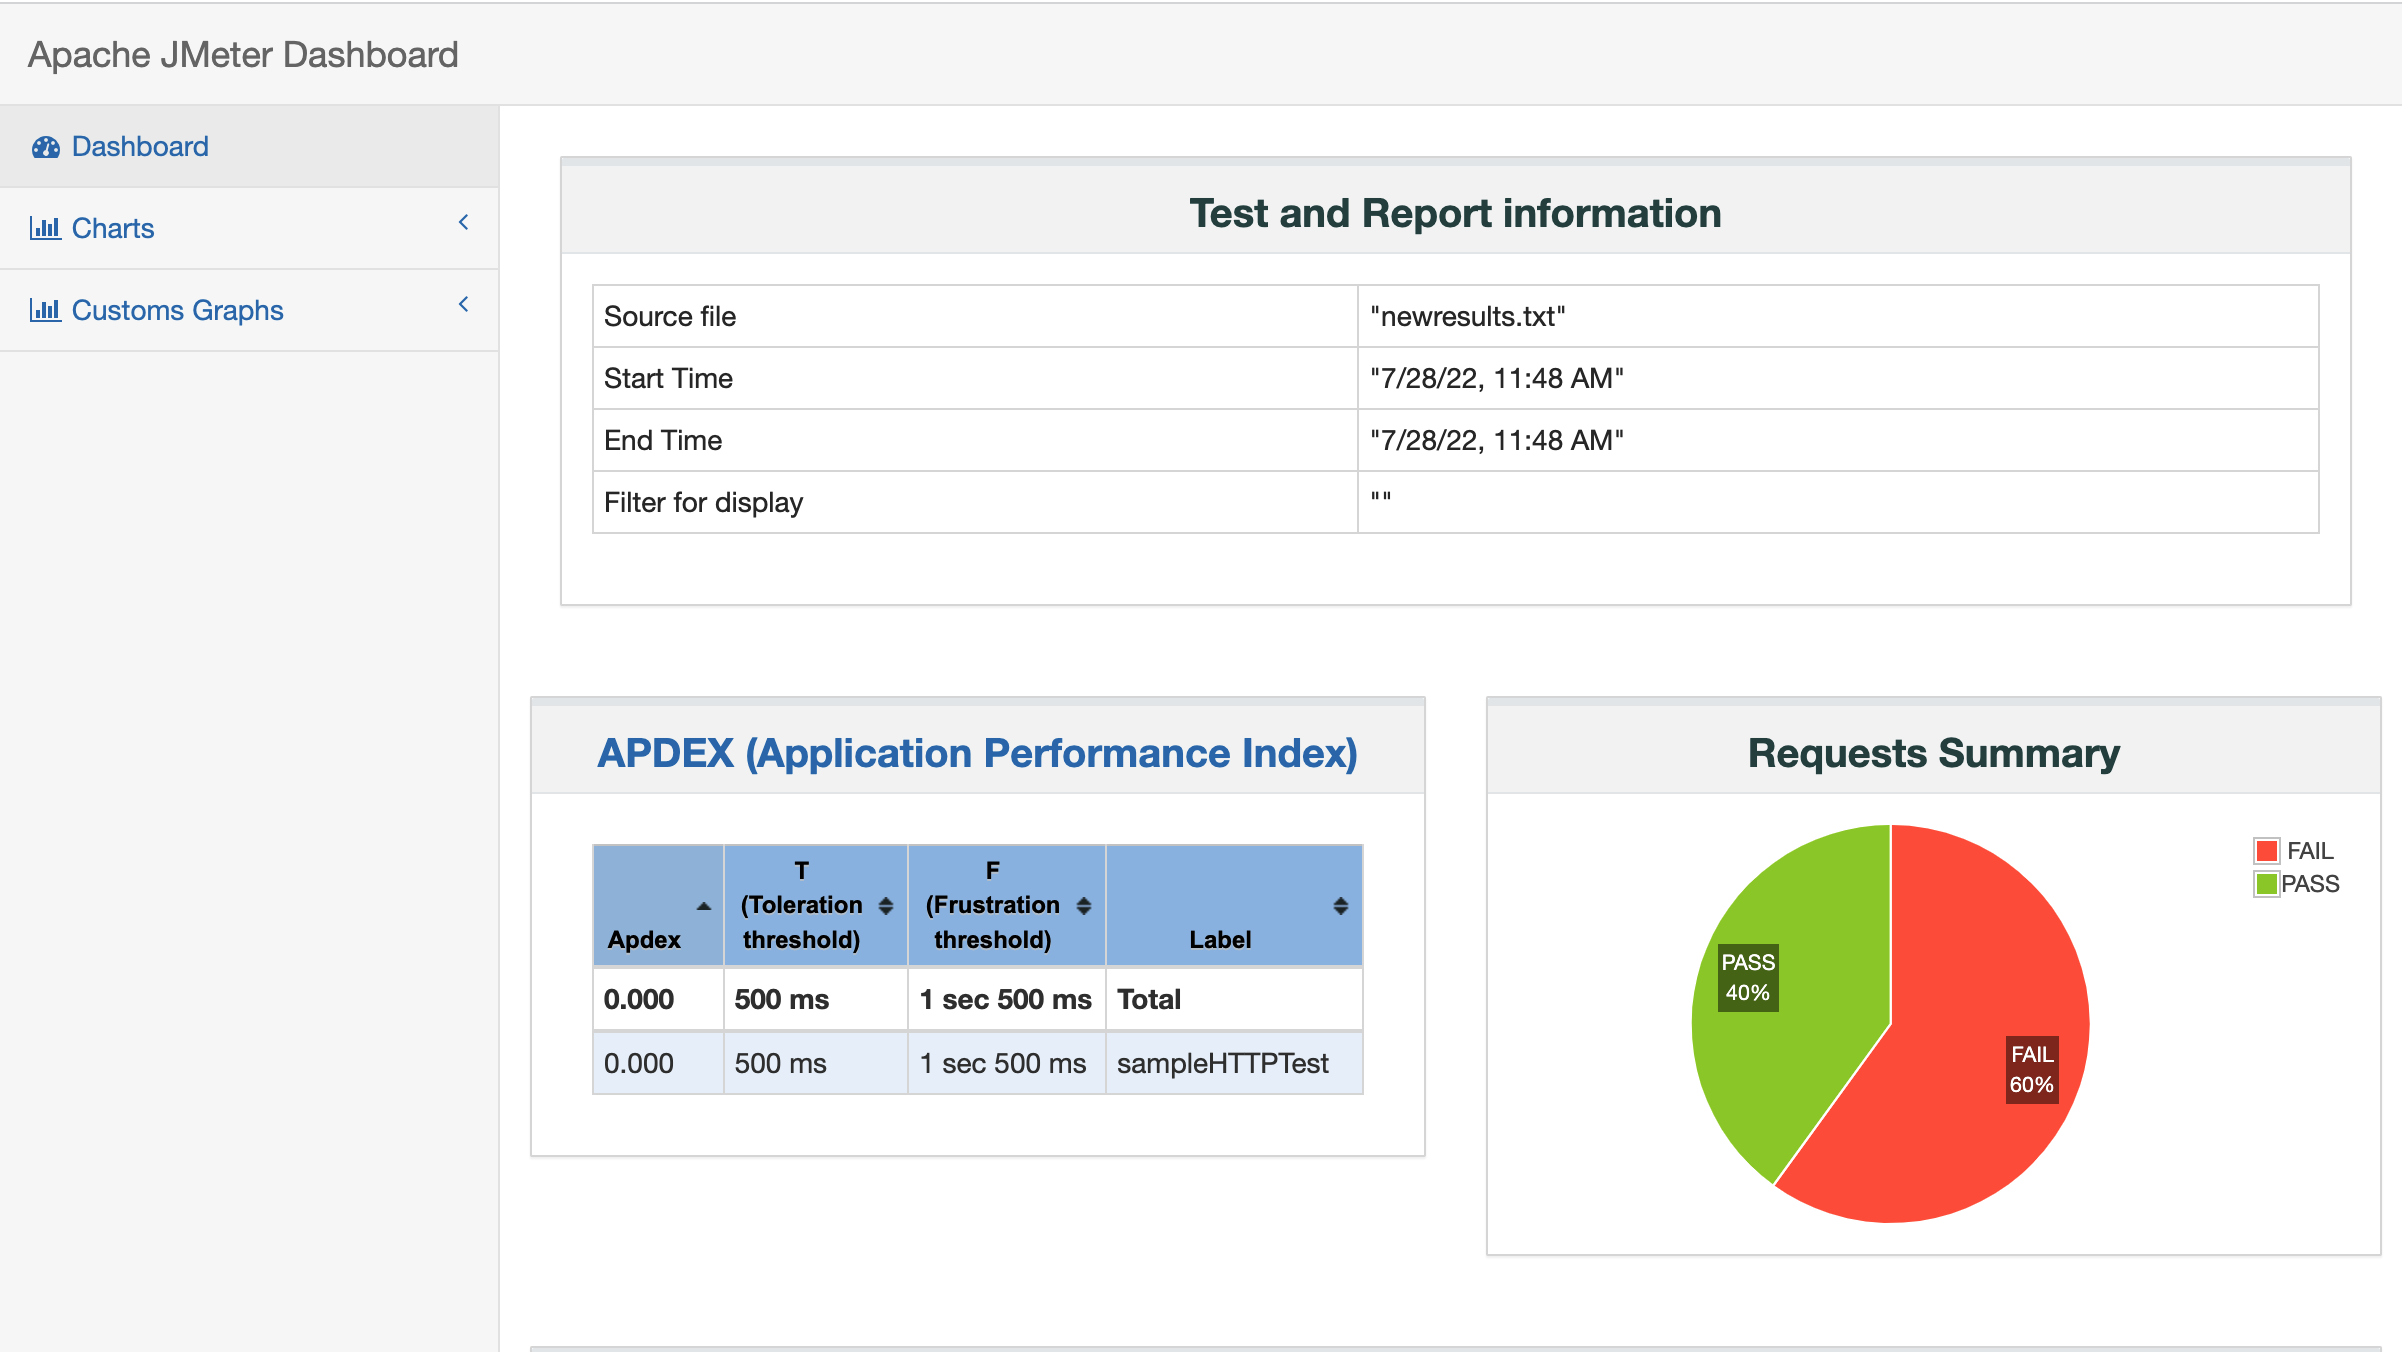 Apache JMeter Dashboard
Dashboard
Charts
Customs Graphs
Test and Report information
Source file "newresults.txt"
Start Time "7/28/22, 11:48 AM"
End Time "7/28/22, 11:48 AM"
Filter for display ""
APDEX (Application Performance Index)
Apdex T (Toleration threshold) F (Frustration threshold) Label
0.000 500 ms 1 sec 500 ms Total
0.000 500 ms 1 sec 500 ms sampleHTTPTest
Requests Summary
FAIL
PASS
PASS
40%
FAIL
60%